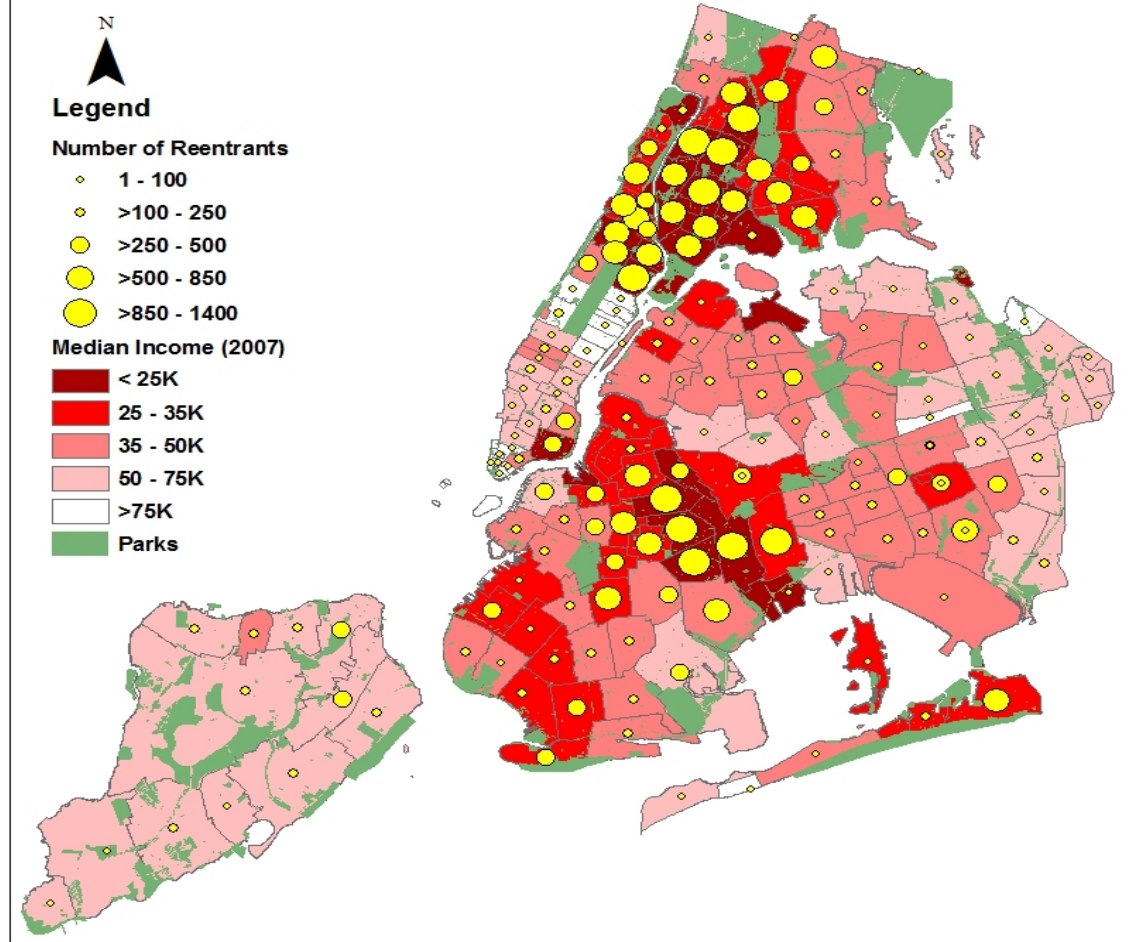 N
Legend
Number of Reentrants
1 - 100
>100 - 250
>250 - 500
>500 - 850
>850 - 1400
Median Income (2007)
< 25K
25 - 35K
35 - 50K
50 - 75K
>75K
Parks